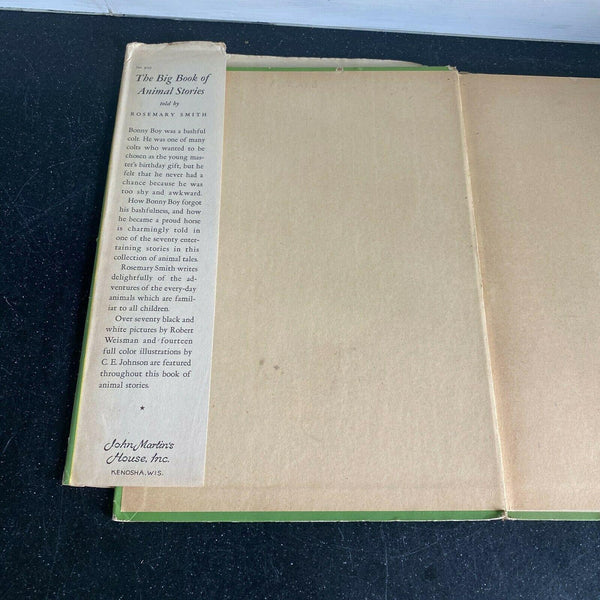 The Big Book of
Animal Stories
told by
ROSEMARY SMITH
Bonny Boy was a bashful
colt. He was one of many
colts who wanted to be
chosen as the young mas-
ter's birthday gift, but he
felt that he never had a
chance because he was
too shy and awkward.
How Bonny Boy forgot
his bashfulness, and how
he became a proud horse
is charmingly told in
one of the seventy enter-
taining stories in this
collection of animal tales.
Rosemary Smith writes
delightfully of the ad-
ventures of the every-day
animals which are famil-
iar to all children.
Over seventy black and
white pictures by Robert
Weisman and fourteen
full color illustrations by
C. E. Johnson are featured
throughout this book of
animal stories.
John Martin's
House, Inc.
KENOSHA, WIS.